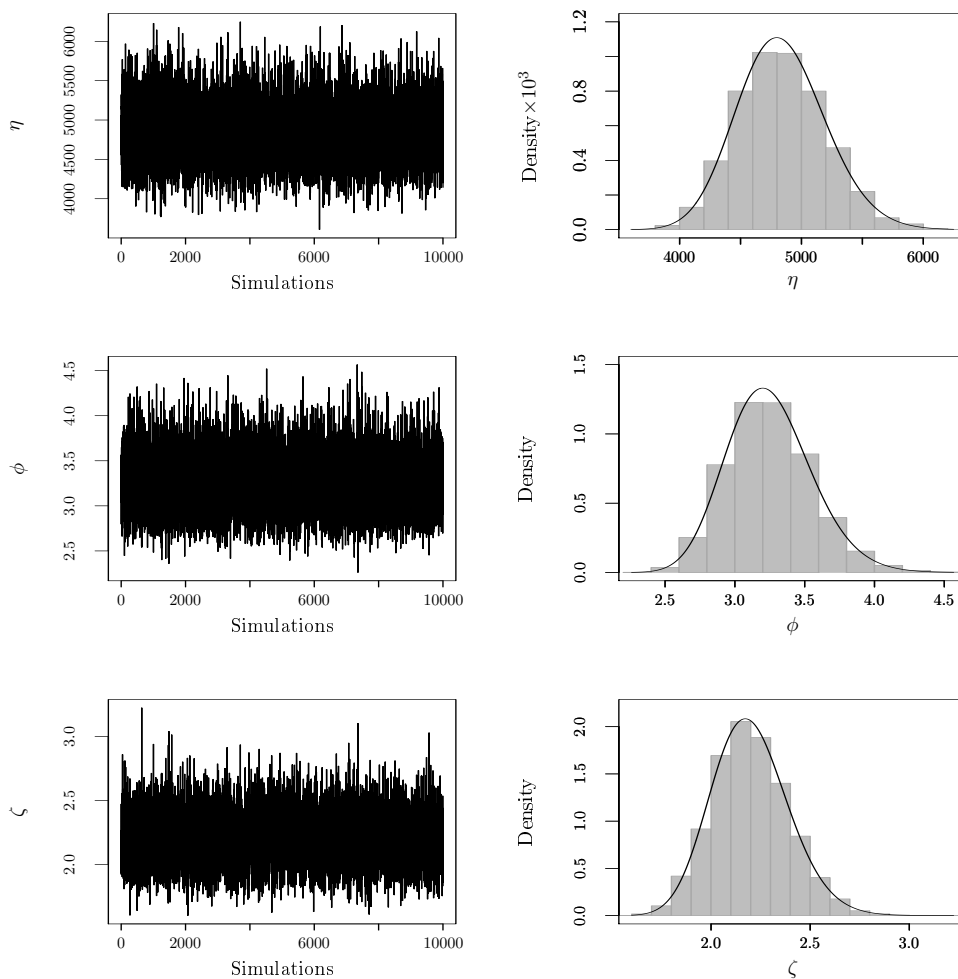 η
4000 4500 5000 5500 6000
0 2000 6000 10000
Simulations
Density×10³
0.0 0.4 0.8 1.2
4000 5000 6000
η
φ
2.5 3.0 3.5 4.0 4.5
0 2000 6000 10000
Simulations
Density
0.0 0.5 1.0 1.5
2.5 3.0 3.5 4.0 4.5
φ
ζ
2.0 2.5 3.0
0 2000 6000 10000
Simulations
Density
0.0 0.5 1.0 1.5 2.0
2.0 2.5 3.0
ζ